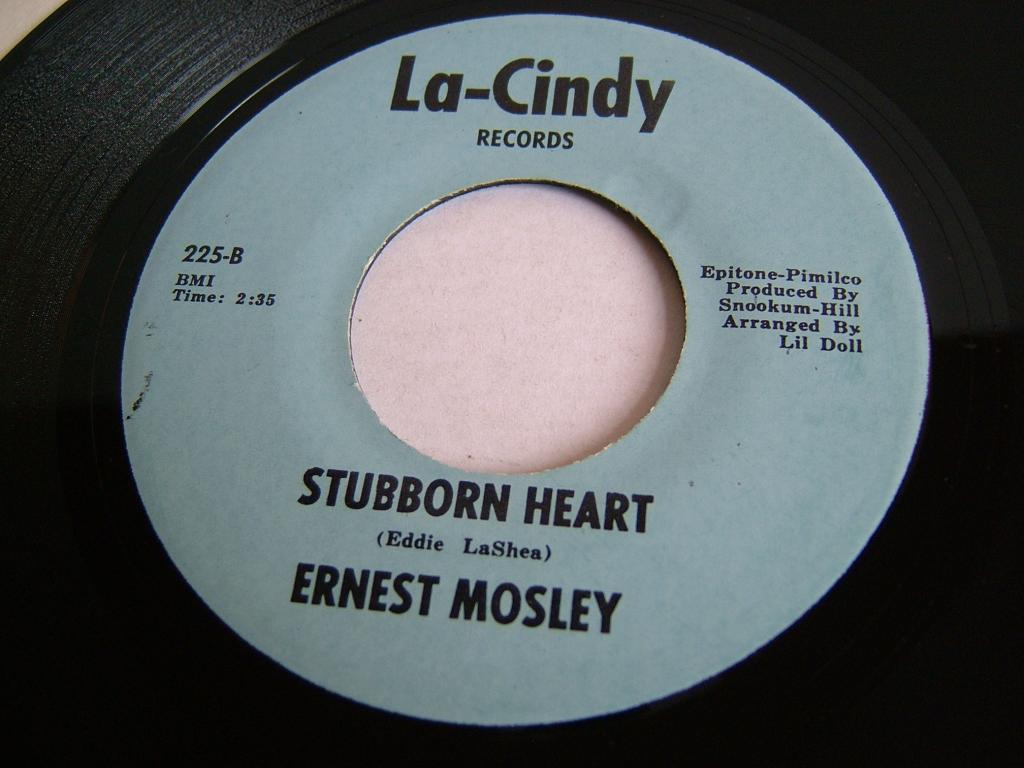 La-Cindy
RECORDS
225-B
BMI
Time: 2:35
Epitone-Pimilco
Produced By
Snookum-Hill
Arranged By
Lil Doll
STUBBORN HEART
(Eddie LaShea)
ERNEST MOSLEY